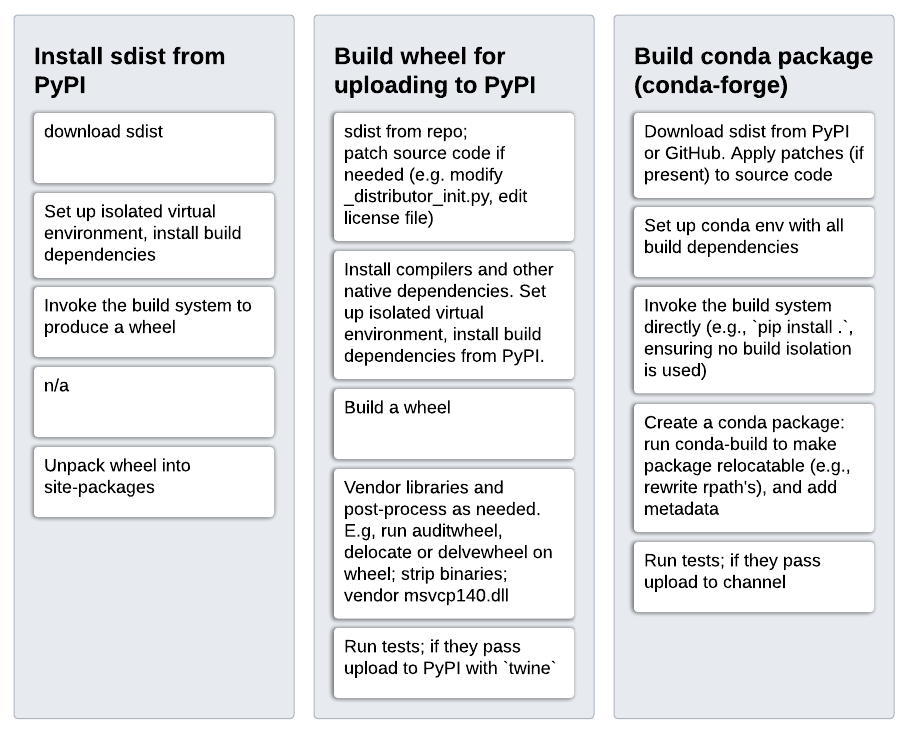 Install sdist from
PyPI
download sdist
Set up isolated virtual
environment, install build
dependencies
Invoke the build system to
produce a wheel
n/a
Unpack wheel into
site-packages
Build wheel for
uploading to PyPI
sdist from repo;
patch source code if
needed (e.g. modify
_distributor_init.py, edit
license file)
Install compilers and other
native dependencies. Set
up isolated virtual
environment, install build
dependencies from PyPI.
Build a wheel
Vendor libraries and
post-process as needed.
E.g, run auditwheel,
delocate or delvewheel on
wheel; strip binaries;
vendor msvcp140.dll
Run tests; if they pass
upload to PyPI with `twine`
Build conda package
(conda-forge)
Download sdist from PyPI
or GitHub. Apply patches (if
present) to source code
Set up conda env with all
build dependencies
Invoke the build system
directly (e.g., `pip install .`,
ensuring no build isolation
is used)
Create a conda package:
run conda-build to make
package relocatable (e.g.,
rewrite rpath's), and add
metadata
Run tests; if they pass
upload to channel